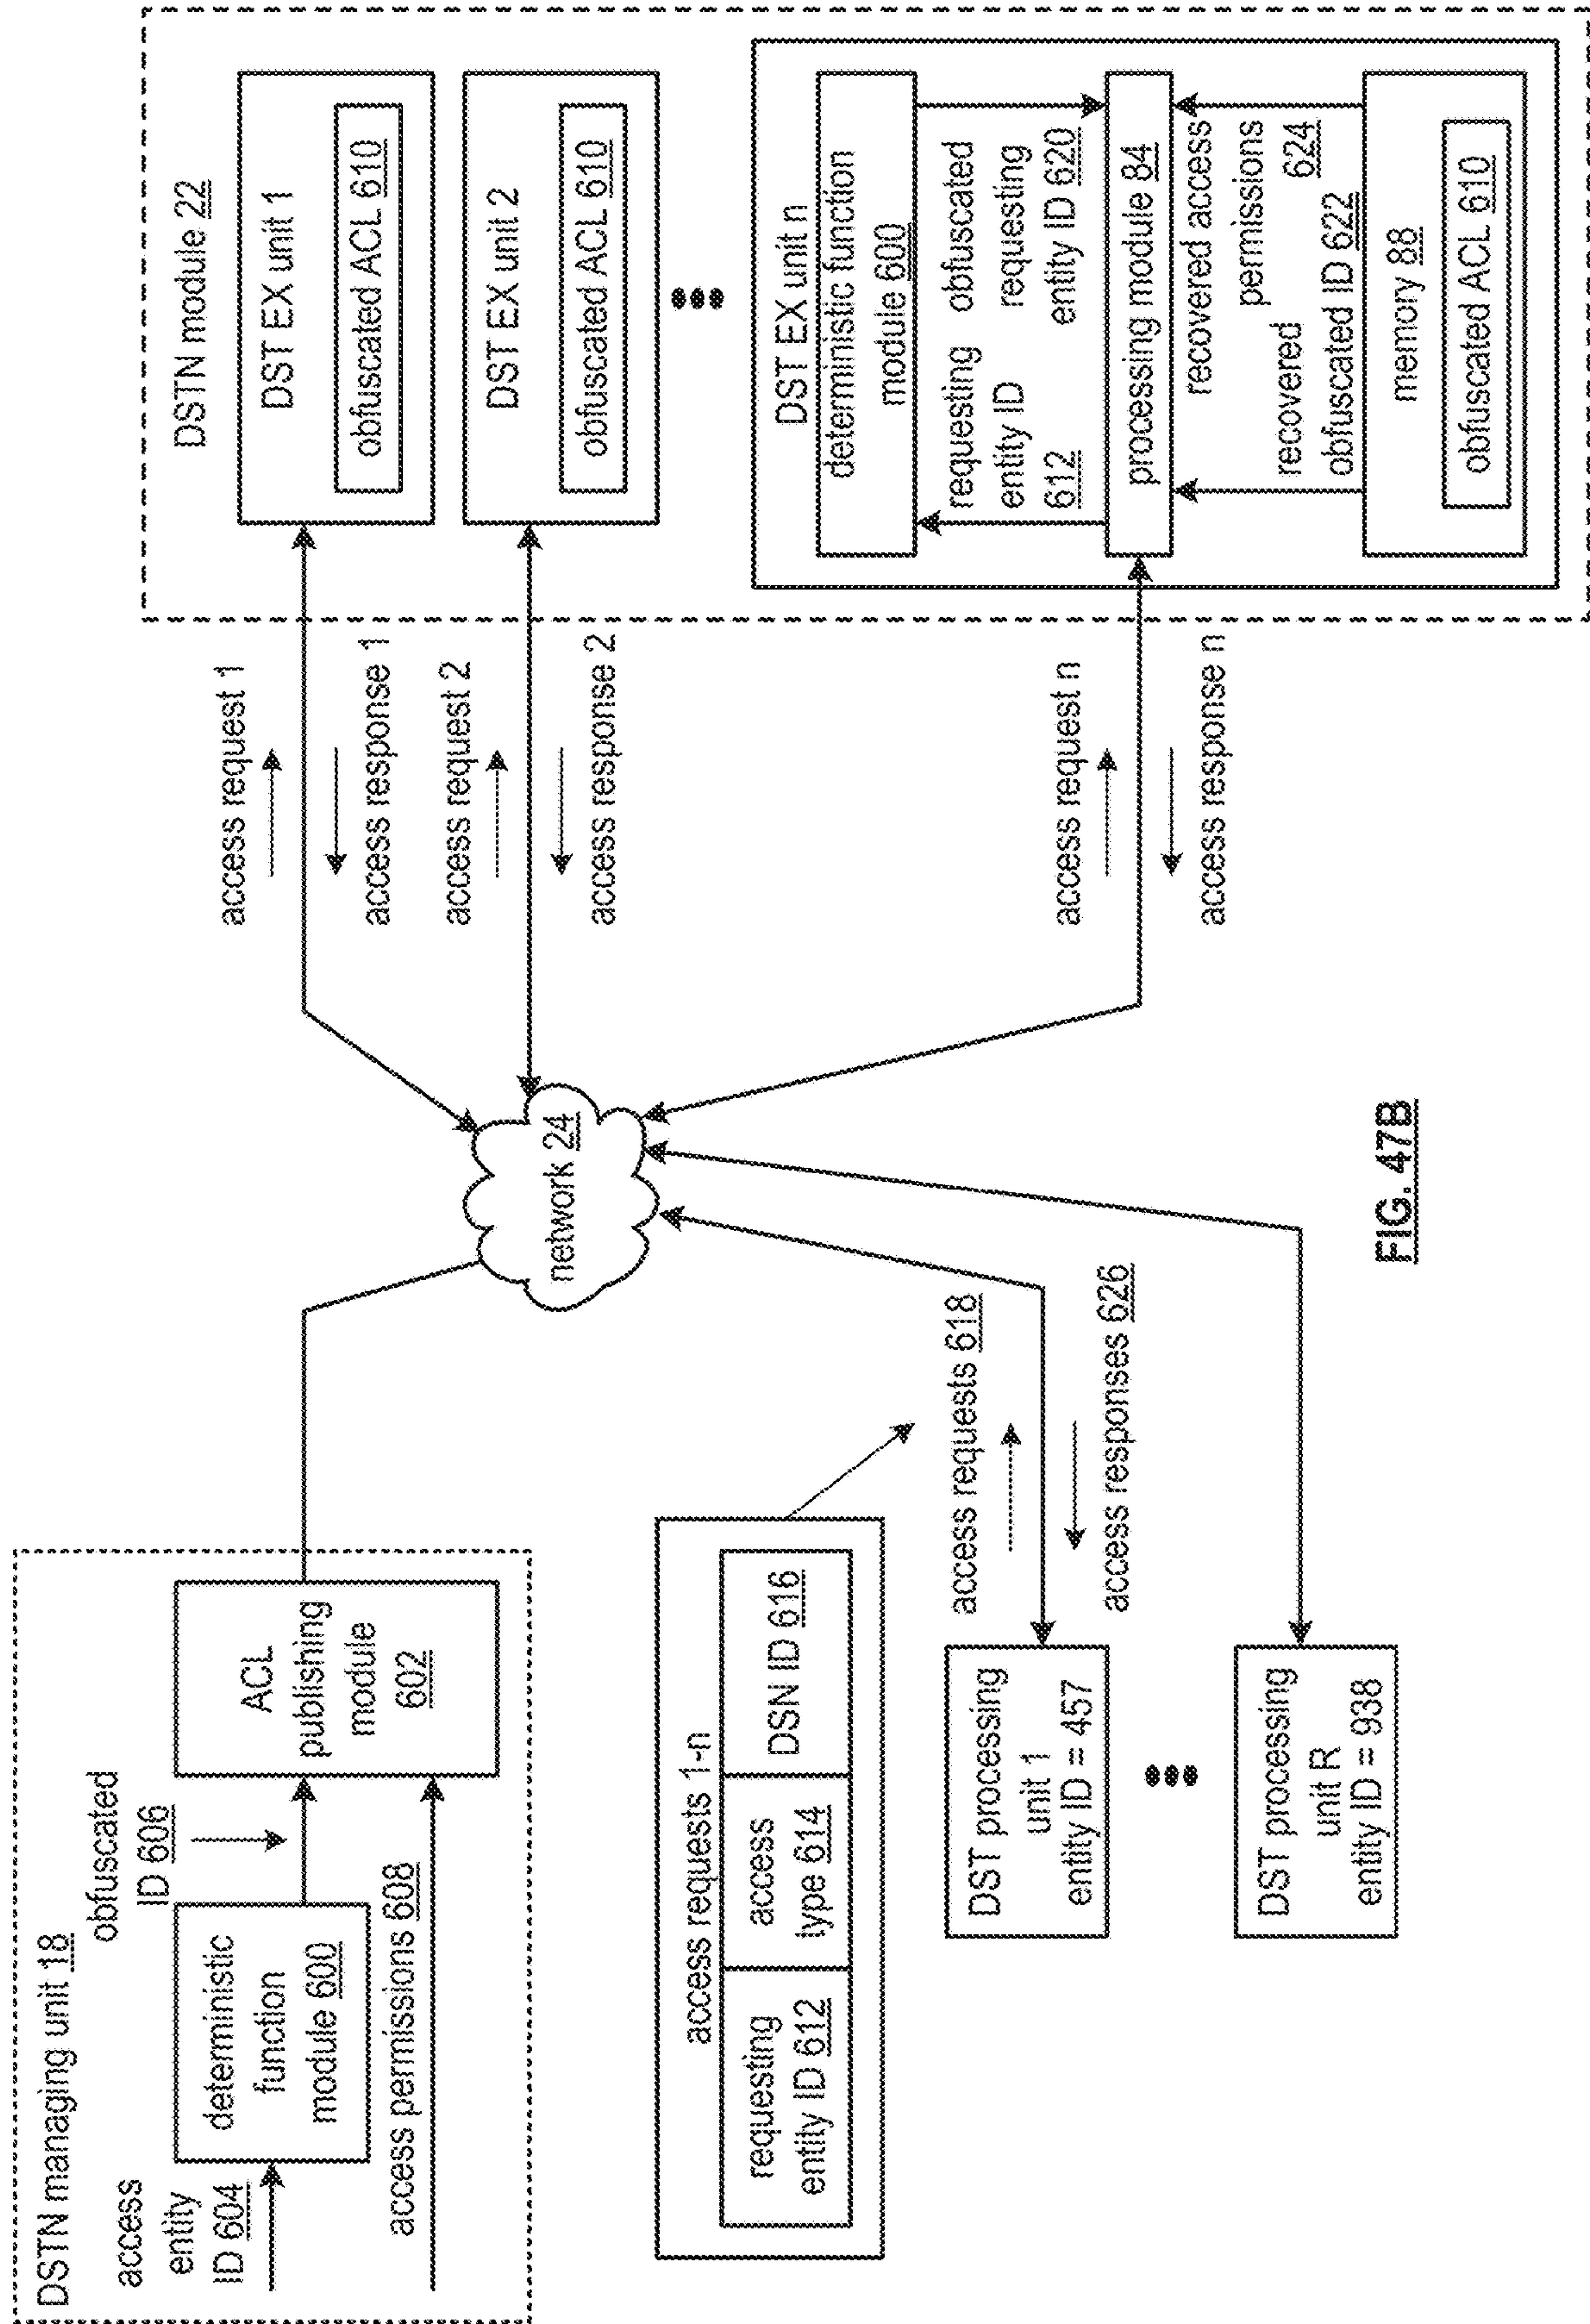 DSTN managing unit 18
access
entity
ID 604
deterministic
function
module 600
obfuscated
ID 606
access permissions 608
ACL
publishing
module
602
network 24
access request 1
access response 1
access request 2
access response 2
access request n
access response n
DSTN module 22
DST EX unit 1
obfuscated ACL 610
DST EX unit 2
obfuscated ACL 610
DST EX unit n
deterministic function
module 600
requesting
entity ID
612
obfuscated
requesting
entity ID 620
processing module 84
recovered access
permissions
624
recovered
obfuscated ID 622
memory 88
obfuscated ACL 610
access requests 1-n
requesting
entity ID 612
access
type 614
DSN ID 616
access requests 618
access responses 626
DST processing
unit 1
entity ID = 457
DST processing
unit R
entity ID = 938
FIG. 47B